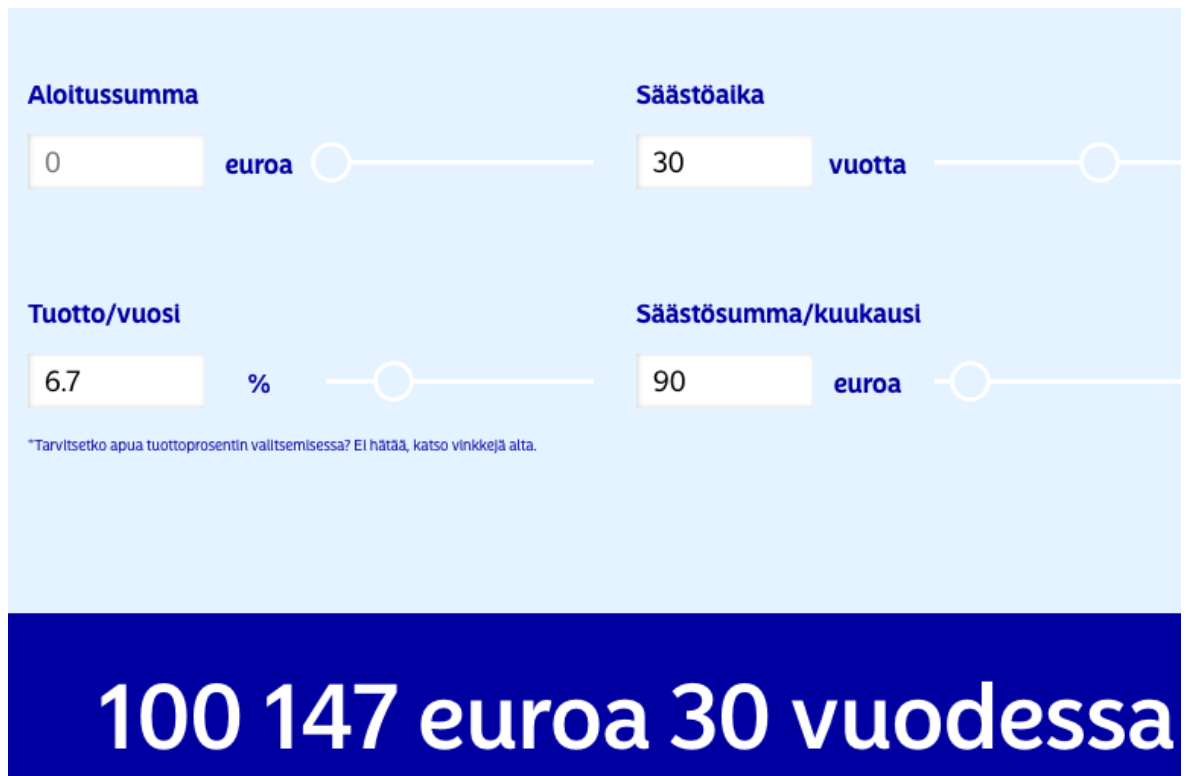 Aloitussumma
0 euroa
Säästöaika
30 vuotta
Tuotto/vuosi
6.7 %
*Tarvitsetko apua tuottoprosentin valitsemisessa? Ei hätää, katso vinkkejä alta.
Säästösumma/kuukausi
90 euroa
100 147 euroa 30 vuodessa